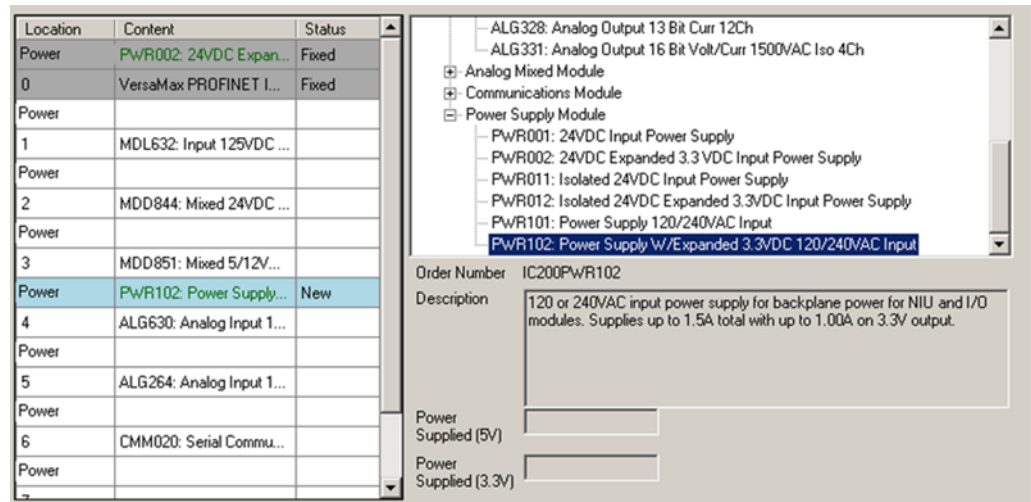 Location Content Status
Power PWR002: 24VDC Expan... Fixed
0 VersaMax PROFINET I... Fixed
Power
1 MDL632: Input 125VDC ...
Power
2 MDD844: Mixed 24VDC ...
Power
3 MDD851: Mixed 5/12V...
Power PWR102: Power Supply... New
4 ALG630: Analog Input 1...
Power
5 ALG264: Analog Input 1...
Power
6 CMM020: Serial Commu...
Power
ALG328: Analog Output 13 Bit Curr 12Ch
ALG331: Analog Output 16 Bit Volt/Curr 1500VAC Iso 4Ch
Analog Mixed Module
Communications Module
Power Supply Module
PWR001: 24VDC Input Power Supply
PWR002: 24VDC Expanded 3.3 VDC Input Power Supply
PWR011: Isolated 24VDC Input Power Supply
PWR012: Isolated 24VDC Expanded 3.3VDC Input Power Supply
PWR101: Power Supply 120/240VAC Input
PWR102: Power Supply W/Expanded 3.3VDC 120/240VAC Input
Order Number IC200PWR102
Description
120 or 240VAC input power supply for backplane power for NIU and I/O
modules. Supplies up to 1.5A total with up to 1.00A on 3.3V output.
Power
Supplied (5V)
Power
Supplied (3.3V)